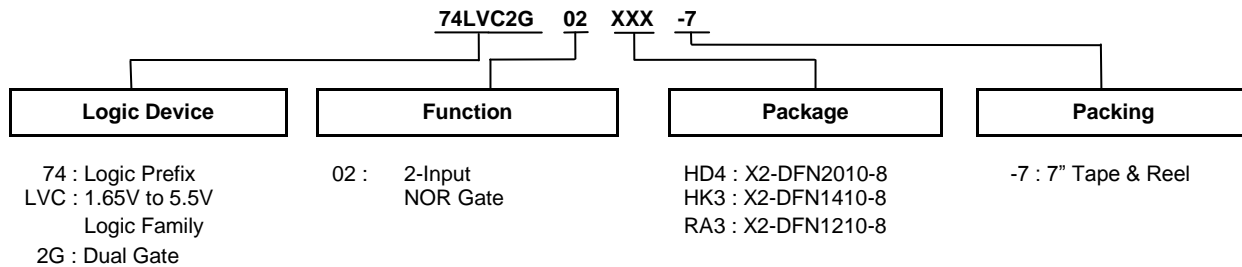 74LVC2G 02 XXX -7
Logic Device Function Package Packing
74 : Logic Prefix 02 : 2-Input HD4 : X2-DFN2010-8 -7 : 7” Tape & Reel
LVC : 1.65V to 5.5V NOR Gate HK3 : X2-DFN1410-8
Logic Family RA3 : X2-DFN1210-8
2G : Dual Gate